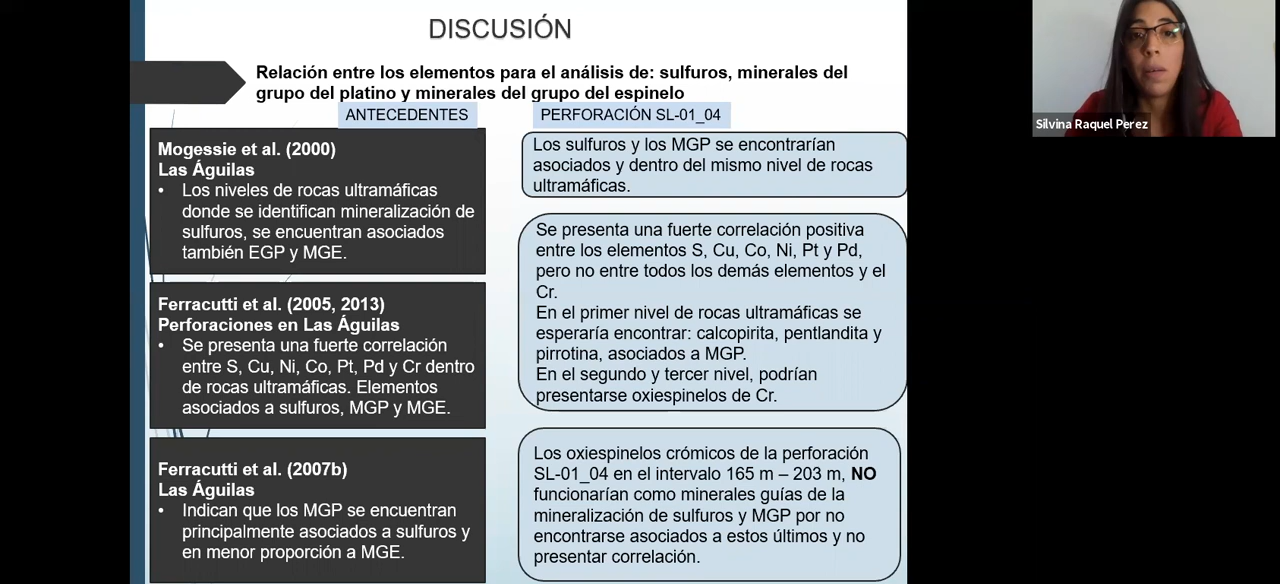 DISCUSIÓN
Relación entre los elementos para el análisis de: sulfuros, minerales del
grupo del platino y minerales del grupo del espinelo
ANTECEDENTES
Mogessie et al. (2000)
Las Águilas
• Los niveles de rocas ultramáficas
donde se identifican mineralización de
sulfuros, se encuentran asociados
también EGP y MGE.
Ferracutti et al. (2005, 2013)
Perforaciones en Las Águilas
• Se presenta una fuerte correlación
entre S, Cu, Ni, Co, Pt, Pd y Cr dentro
de rocas ultramáficas. Elementos
asociados a sulfuros, MGP y MGE.
Ferracutti et al. (2007b)
Las Águilas
• Indican que los MGP se encuentran
principalmente asociados a sulfuros y
en menor proporción a MGE.
PERFORACIÓN SL-01_04
Los sulfuros y los MGP se encontrarían
asociados y dentro del mismo nivel de rocas
ultramáficas.
Se presenta una fuerte correlación positiva
entre los elementos S, Cu, Co, Ni, Pt y Pd,
pero no entre todos los demás elementos y el
Cr.
En el primer nivel de rocas ultramáficas se
esperaría encontrar: calcopirita, pentlandita y
pirrotina, asociados a MGP.
En el segundo y tercer nivel, podrían
presentarse oxiespinelos de Cr.
Los oxiespinelos crómicos de la perforación
SL-01_04 en el intervalo 165 m – 203 m, NO
funcionarían como minerales guías de la
mineralización de sulfuros y MGP por no
encontrarse asociados a estos últimos y no
presentar correlación.
Silvina Raquel Perez